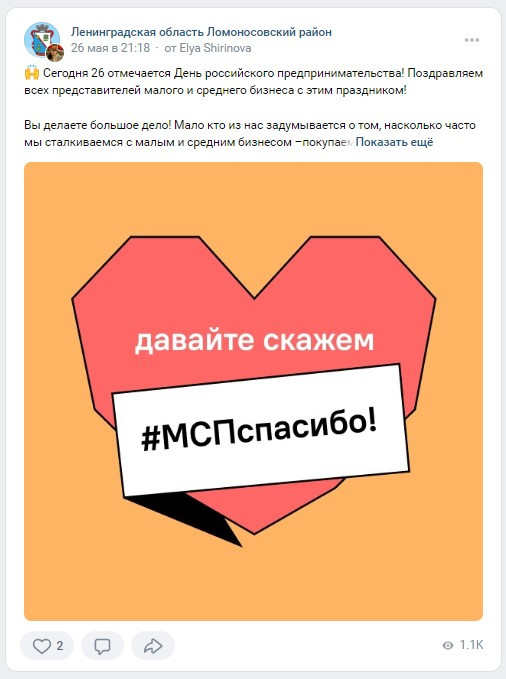 Ленинградская область Ломоносовский район
26 мая в 21:18 · от Elya Shirinova
🙌 Сегодня 26 отмечается День российского предпринимательства! Поздравляем
всех представителей малого и среднего бизнеса с этим праздником!
Вы делаете большое дело! Мало кто из нас задумывается о том, насколько часто
мы сталкиваемся с малым и средним бизнесом –покупаем Показать ещё
давайте скажем
#МСПспасибо!
2
1.1K